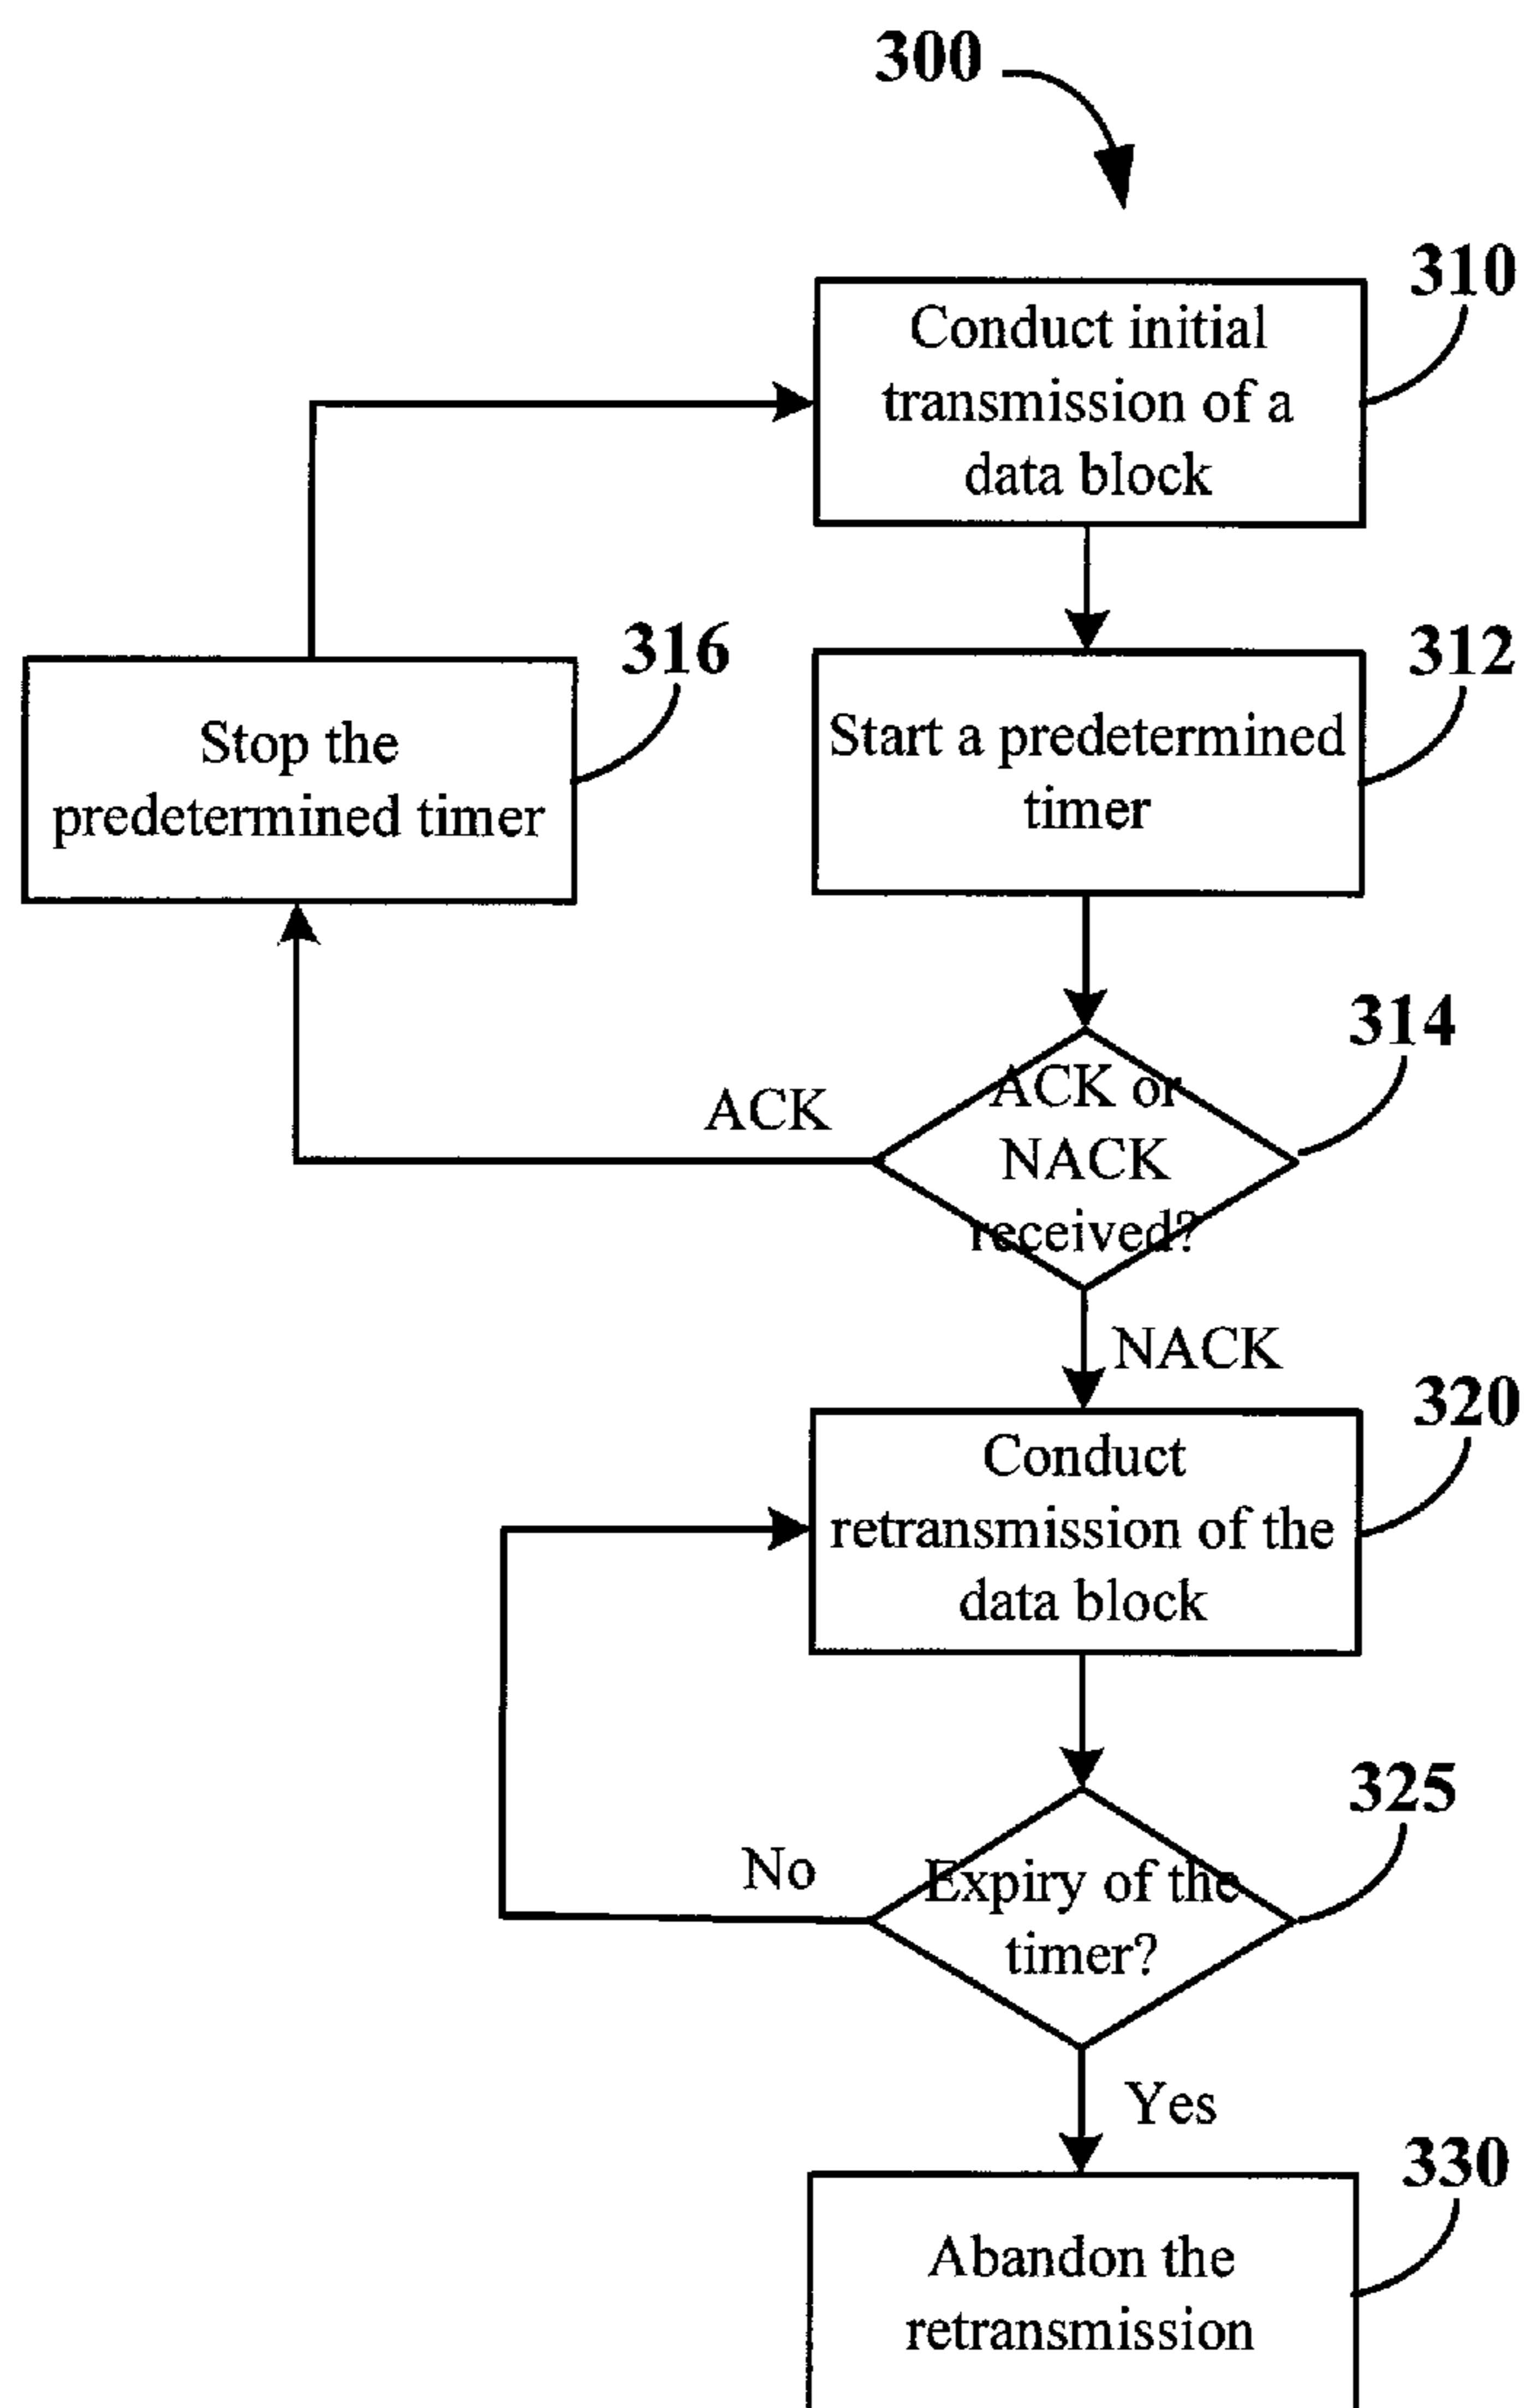 300
310
Conduct initial
transmission of a
data block
316
312
Stop the
predetermined timer
Start a predetermined
timer
314
ACK
ACK or
NACK
received?
NACK
320
Conduct
retransmission of the
data block
325
No
Expiry of the
timer?
Yes
330
Abandon the
retransmission